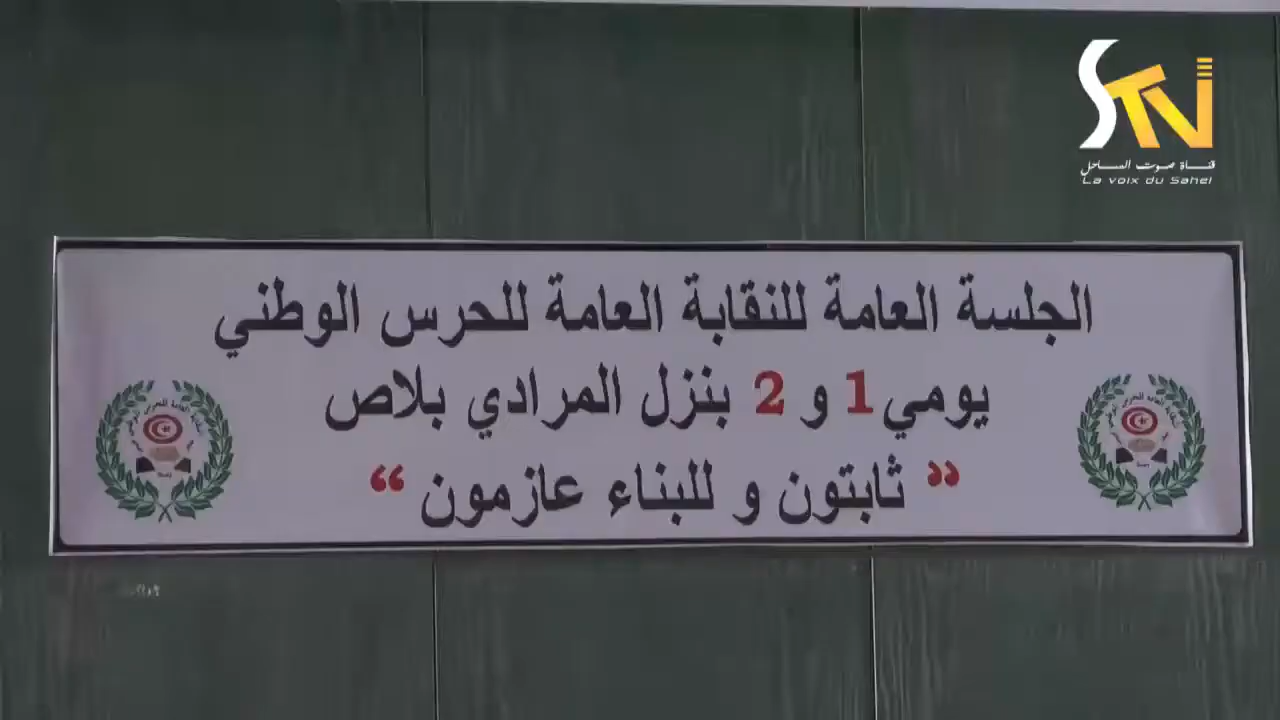 STV
قناة صوت الساحل
La voix du Sahel
الجلسة العامة للنقابة العامة للحرس الوطني
يومي 1 و 2 بنزل المرادي بلاص
” ثابتون و للبناء عازمون “